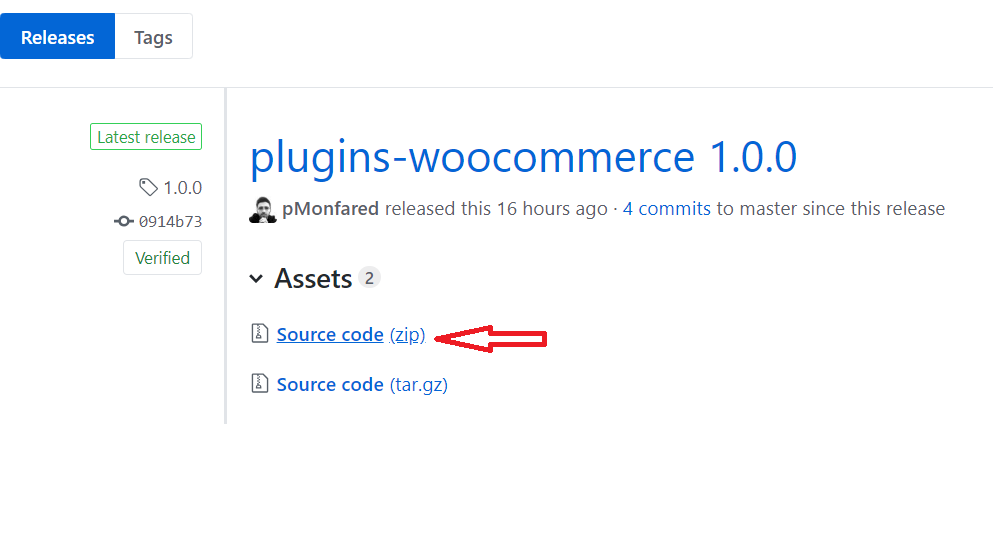 Releases Tags
Latest release
1.0.0
0914b73
Verified
plugins-woocommerce 1.0.0
pMonfared released this 16 hours ago · 4 commits to master since this release
Assets 2
Source code (zip)
Source code (tar.gz)